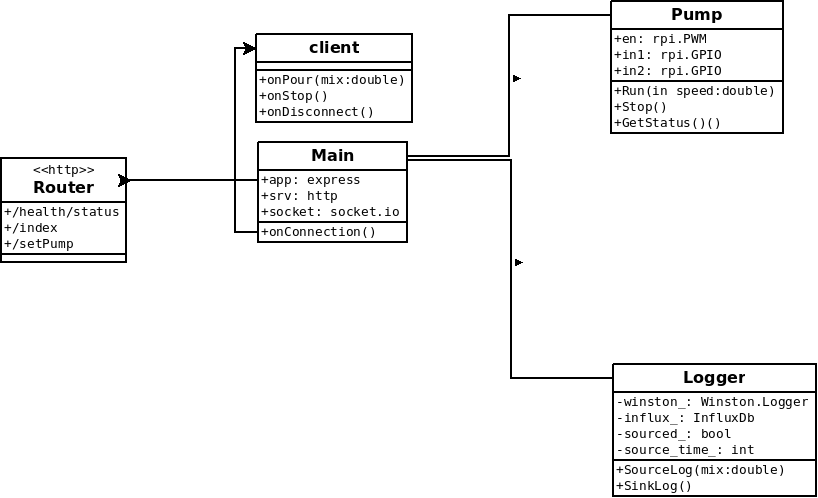 client
+onPour(mix:double)
+onStop()
+onDisconnect()
Pump
+en: rpi.PWM
+in1: rpi.GPIO
+in2: rpi.GPIO
+Run(in speed:double)
+Stop()
+GetStatus()()
<<http>>
Router
+/health/status
+/index
+/setPump
Main
+app: express
+srv: http
+socket: socket.io
+onConnection()
Logger
-winston_: Winston.Logger
-influx_: InfluxDb
-sourced_: bool
-source_time_: int
+SourceLog(mix:double)
+SinkLog()